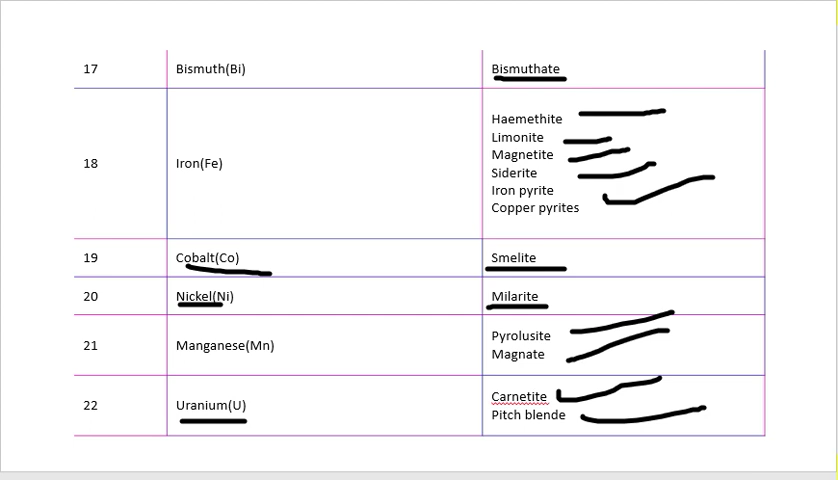 17 Bismuth(Bi) Bismuthate
Haemethite
Limonite
Magnetite
18 Iron(Fe) Siderite
Iron pyrite
Copper pyrites
19 Cobalt(Co) Smelite
20 Nickel(Ni) Milarite
21 Manganese(Mn) Pyrolusite
Magnate
22 Uranium(U) Carnetite
Pitch blende